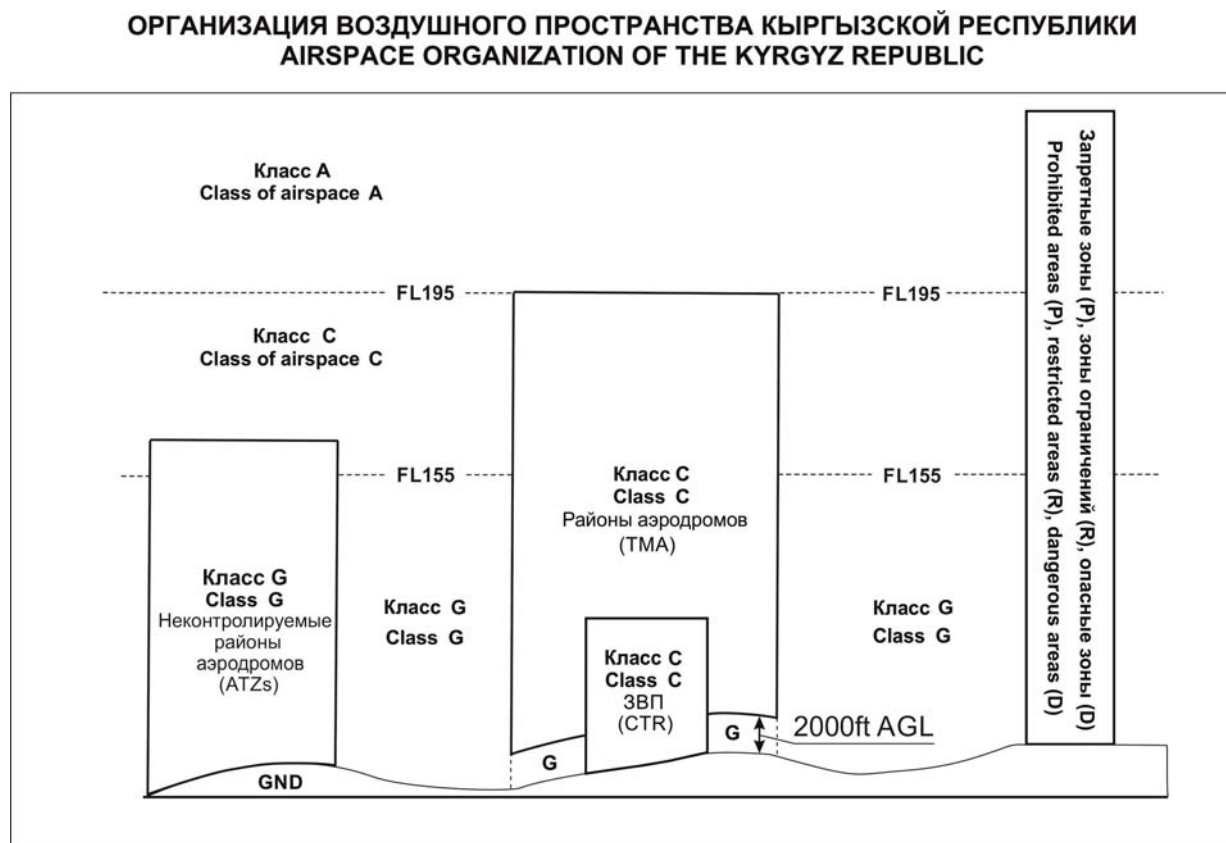 ОРГАНИЗАЦИЯ ВОЗДУШНОГО ПРОСТРАНСТВА КЫРГЫЗСКОЙ РЕСПУБЛИКИ
AIRSPACE ORGANIZATION OF THE KYRGYZ REPUBLIC
Класс A
Class of airspace A
FL195
FL195
Класс C
Class of airspace C
FL155
FL155
Класс G
Class G
Неконтролируемые
районы
аэродромов
(ATZs)
Класс G
Class G
Класс C
Class C
Районы аэродромов
(TMA)
Класс C
Class C
ЗВП
(CTR)
Класс G
Class G
G
G
2000ft AGL
GND
Запретные зоны (P), зоны ограничений (R), опасные зоны (D)
Prohibited areas (P), restricted areas (R), dangerous areas (D)